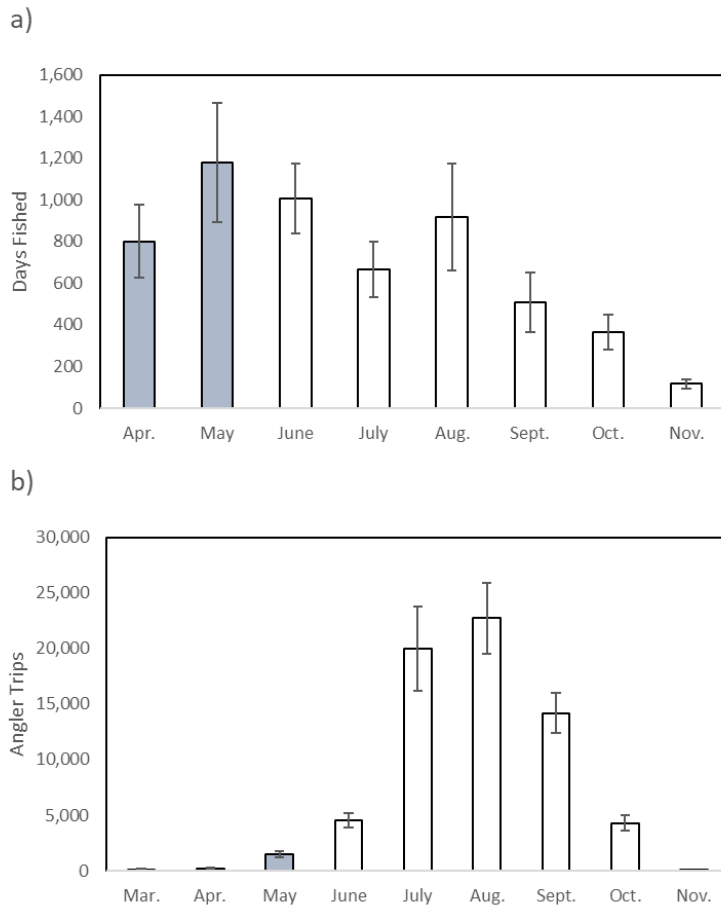 a)
1,600
1,400
1,200
1,000
800
600
400
200
0
Days Fished
Apr. May June July Aug. Sept. Oct. Nov.
b)
30,000
25,000
20,000
15,000
10,000
5,000
0
Angler Trips
Mar. Apr. May June July Aug. Sept. Oct. Nov.